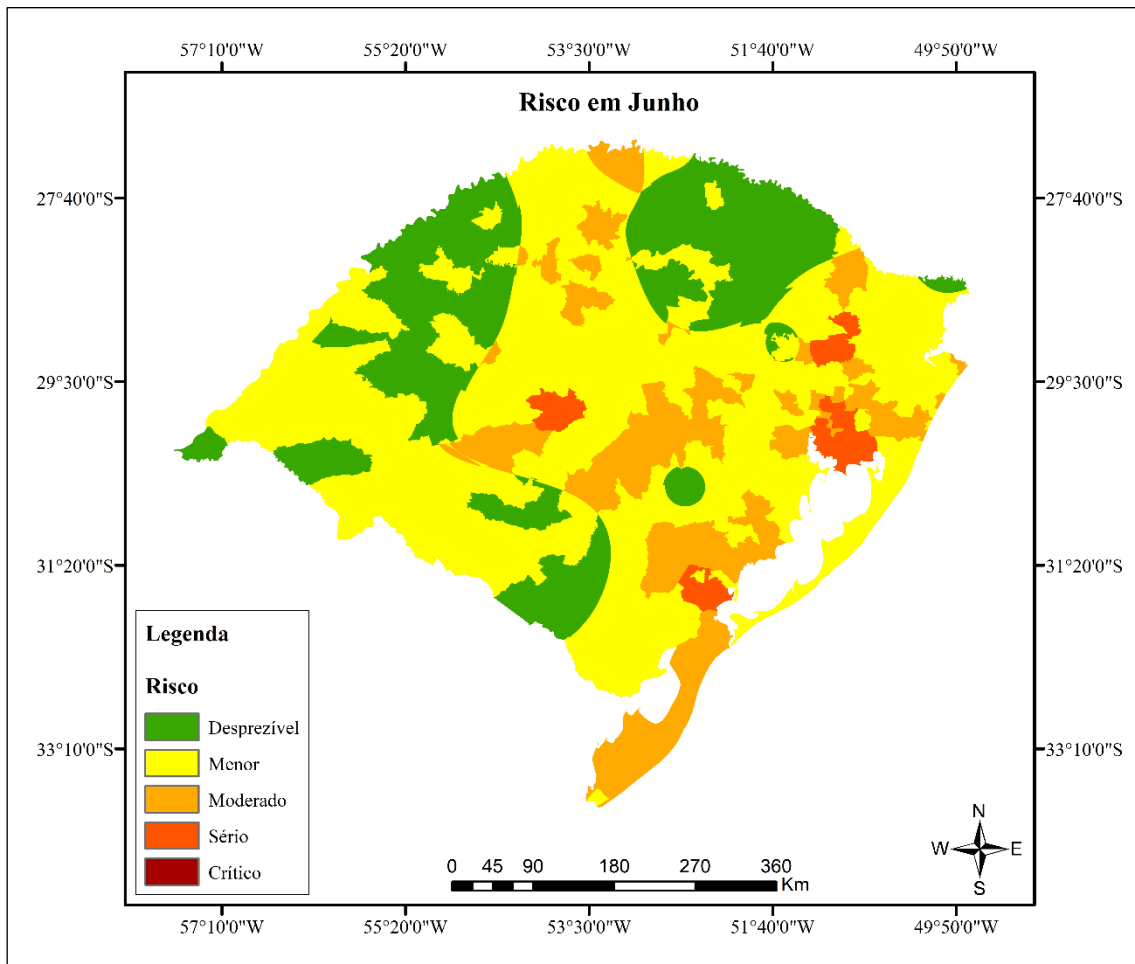 57°10'0"W 55°20'0"W 53°30'0"W 51°40'0"W 49°50'0"W
Risco em Junho
27°40'0"S 27°40'0"S
29°30'0"S 29°30'0"S
31°20'0"S 31°20'0"S
33°10'0"S 33°10'0"S
Legenda
Risco
Desprezível
Menor
Moderado
Sério
Crítico
0 45 90 180 270 360
Km
N
W E
S
57°10'0"W 55°20'0"W 53°30'0"W 51°40'0"W 49°50'0"W